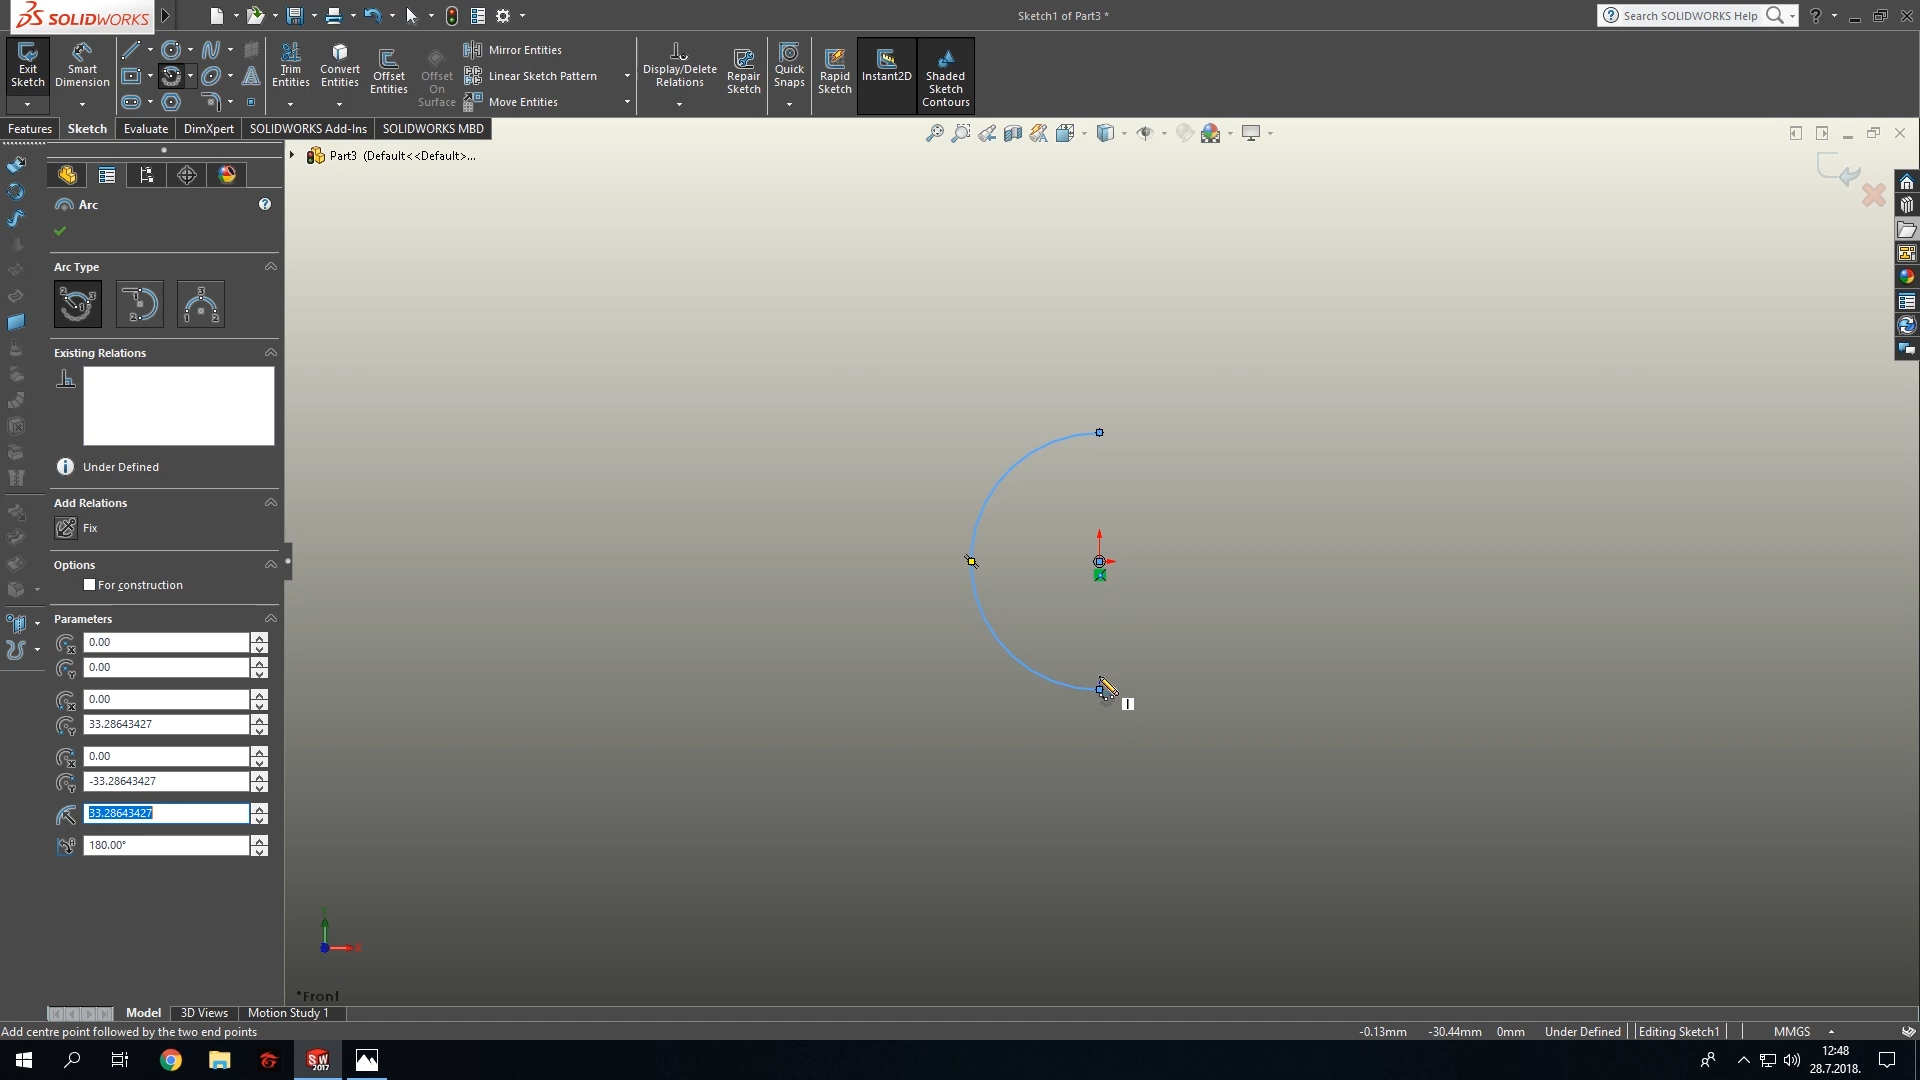 SOLIDWORKS
Sketch1 of Part3 *
Search SOLIDWORKS Help
Exit Sketch
Smart Dimension
Trim Entities
Convert Entities
Offset Entities
Offset On Surface
Mirror Entities
Linear Sketch Pattern
Move Entities
Display/Delete Relations
Repair Sketch
Quick Snaps
Rapid Sketch
Instant2D
Shaded Sketch Contours
Features
Sketch
Evaluate
DimXpert
SOLIDWORKS Add-Ins
SOLIDWORKS MBD
Part3 (Default<<Default>...
Arc
Arc Type
Existing Relations
Under Defined
Add Relations
Fix
Options
For construction
Parameters
0.00
0.00
0.00
33.28643427
0.00
-33.28643427
33.28643427
180.00°
Y
X
*Front
Model
3D Views
Motion Study 1
Add centre point followed by the two end points
-0.13mm
-30.44mm
0mm
Under Defined
Editing Sketch1
MMGS
SW
2017
12:48
28.7.2018.